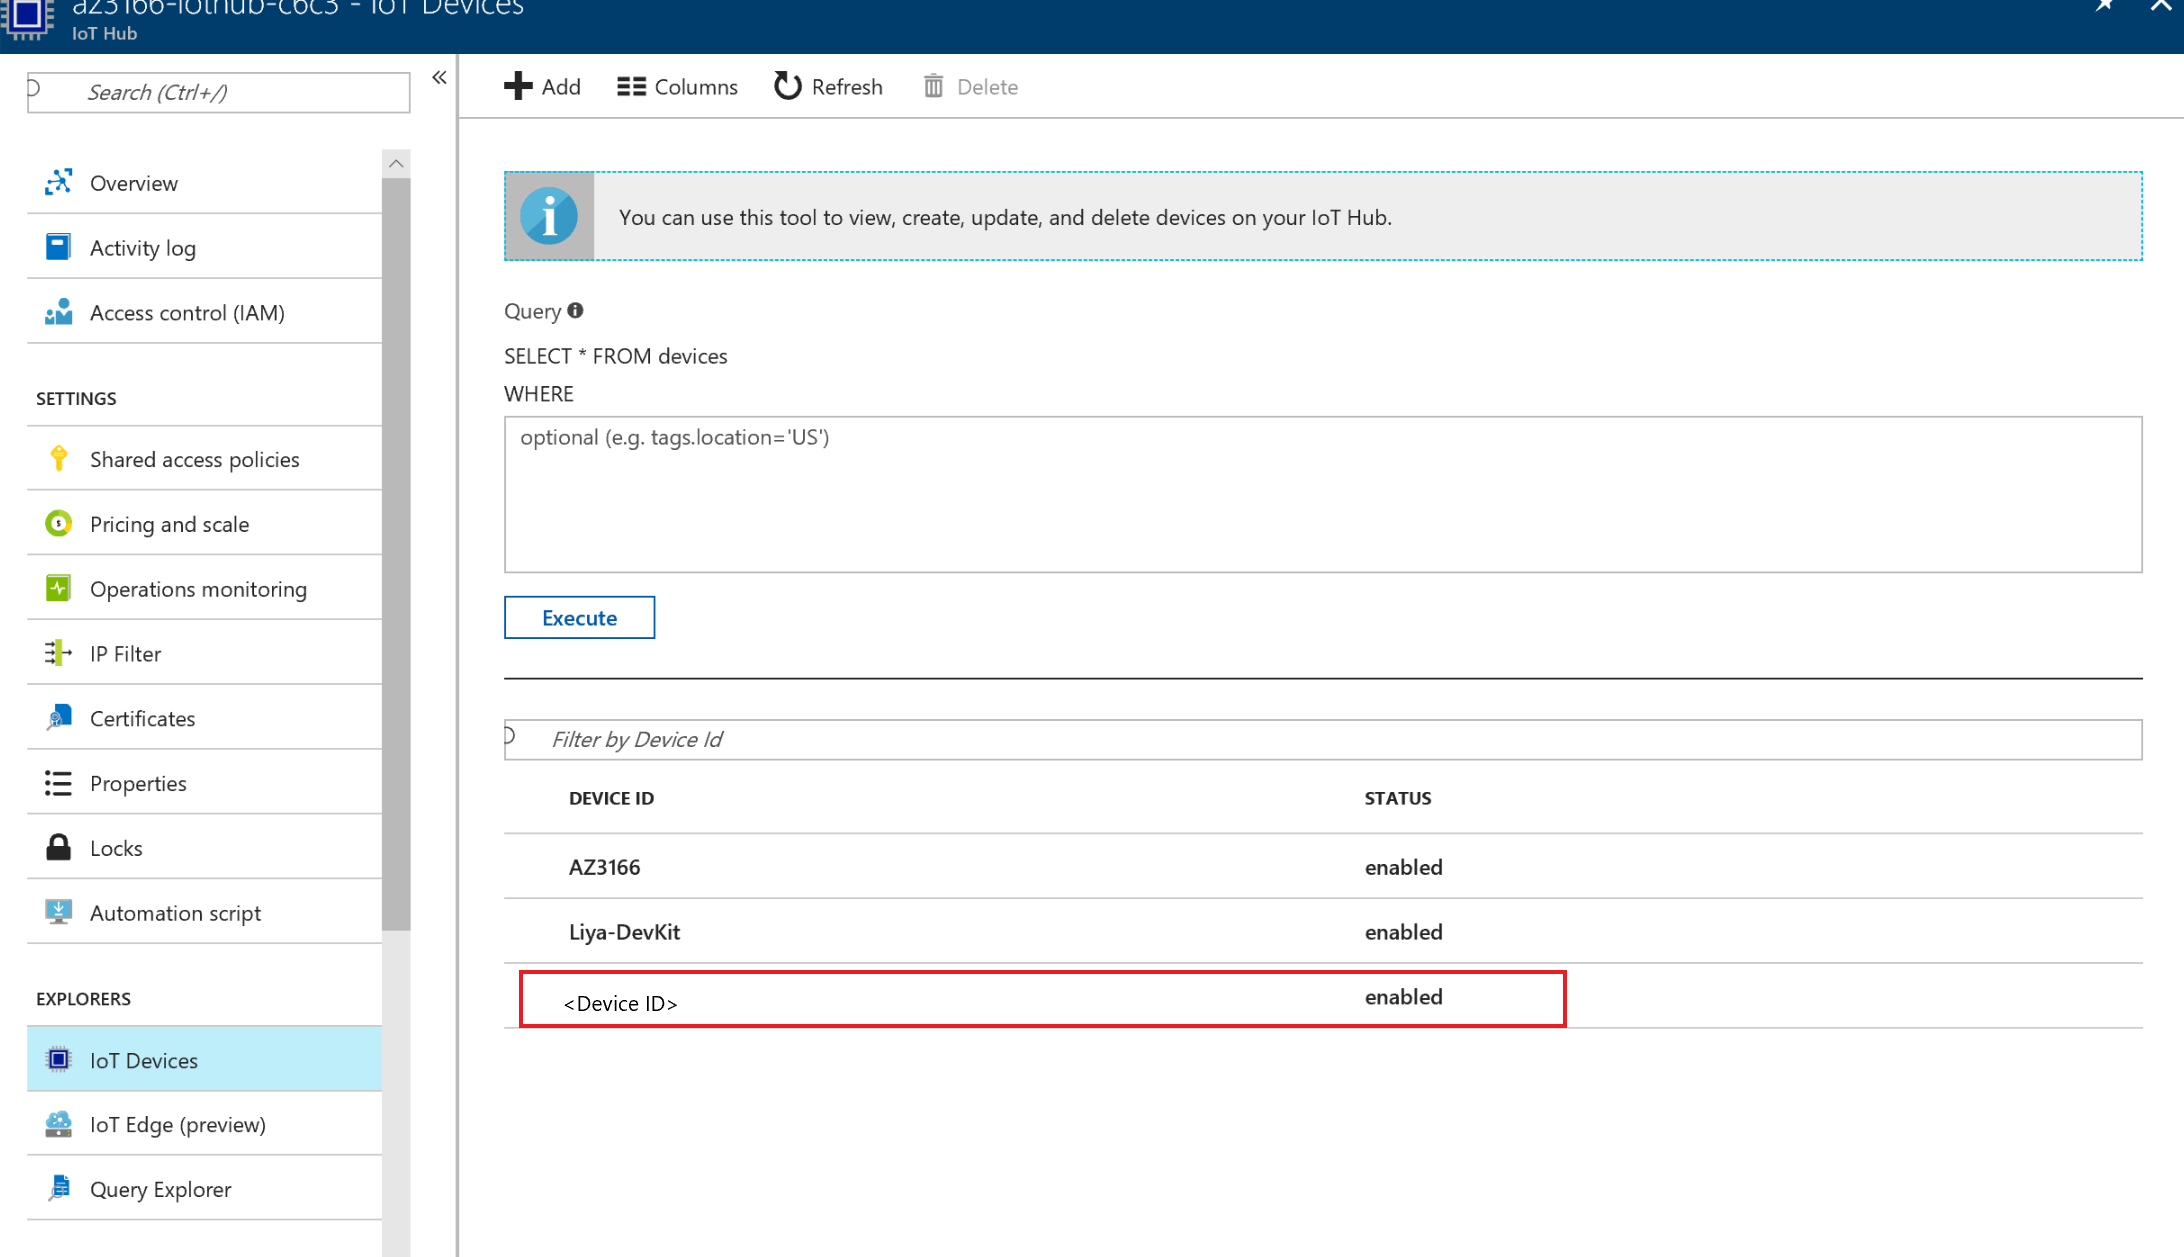 az3166-iothub-c6c3 - IoT Devices
IoT Hub
Search (Ctrl+/)
Overview
Activity log
Access control (IAM)
SETTINGS
Shared access policies
Pricing and scale
Operations monitoring
IP Filter
Certificates
Properties
Locks
Automation script
EXPLORERS
IoT Devices
IoT Edge (preview)
Query Explorer
Add Columns Refresh Delete
You can use this tool to view, create, update, and delete devices on your IoT Hub.
Query
SELECT * FROM devices
WHERE
optional (e.g. tags.location='US')
Execute
Filter by Device Id
DEVICE ID STATUS
AZ3166 enabled
Liya-DevKit enabled
<Device ID> enabled